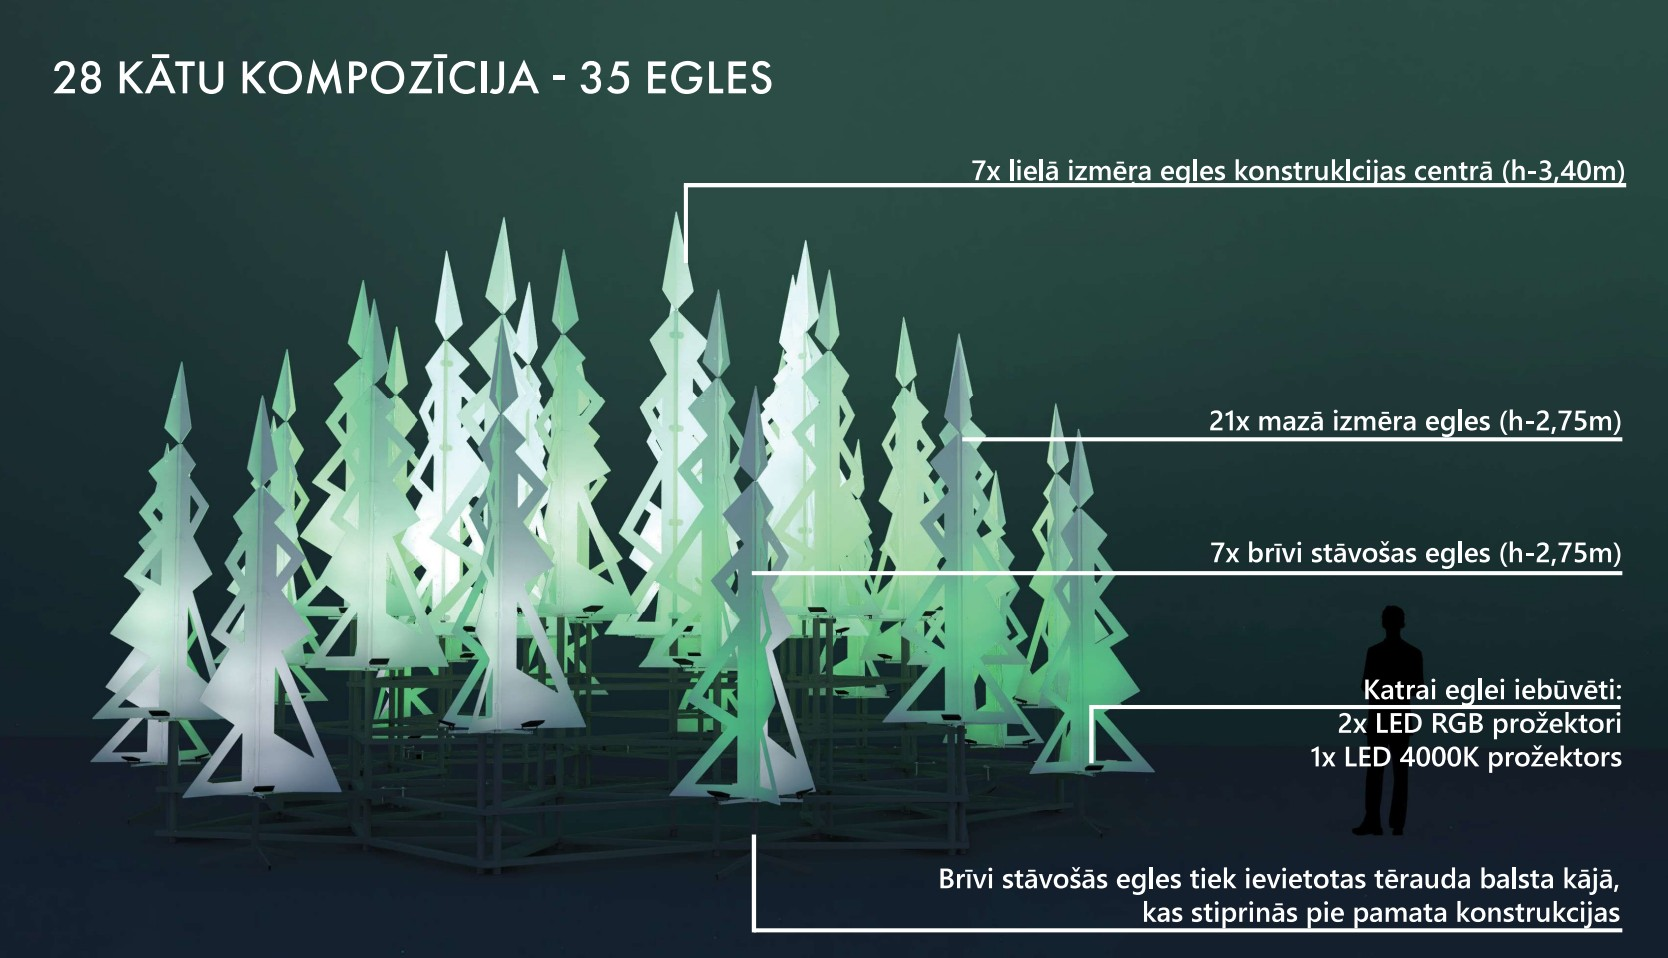 28 KĀTU KOMPOZĪCIJA - 35 EGLES
7x lielā izmēra egles konstruklcijas centrā (h-3,40m)
21x mazā izmēra egles (h-2,75m)
7x brīvi stāvošas egles (h-2,75m)
Katrai eglei iebūvēti:
2x LED RGB prožektori
1x LED 4000K prožektors
Brīvi stāvošās egles tiek ievietotas tērauda balsta kājā,
kas stiprinās pie pamata konstrukcijas